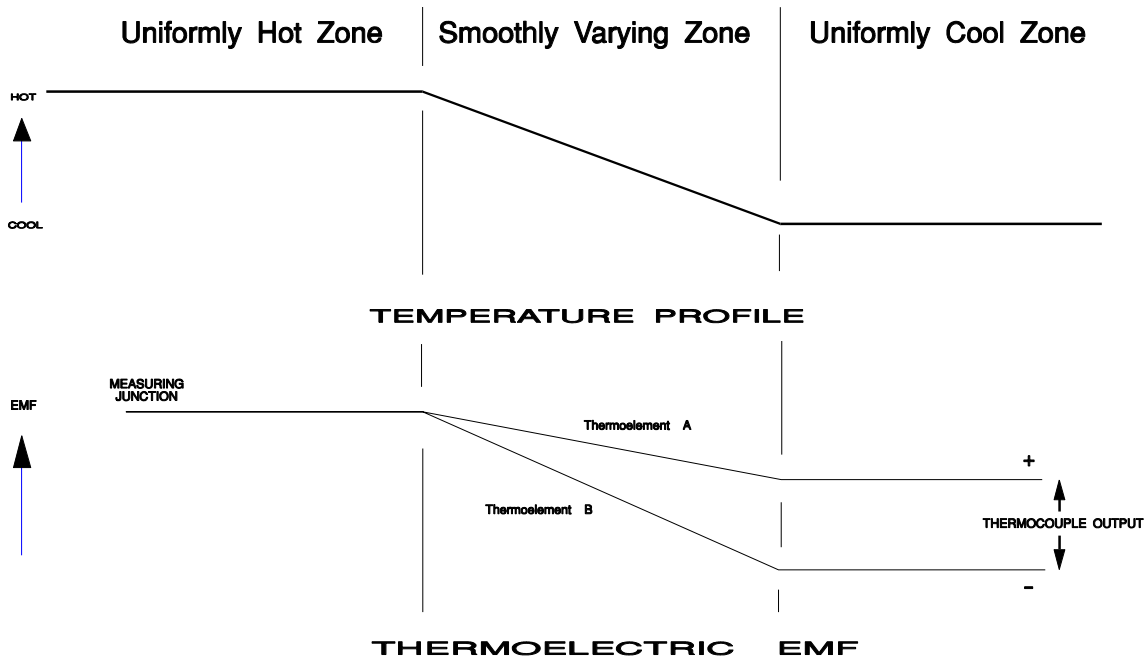 Uniformly Hot Zone
Smoothly Varying Zone
Uniformly Cool Zone
HOT
COOL
TEMPERATURE PROFILE
MEASURING
JUNCTION
EMF
Thermoelement A
+
Thermoelement B
THERMOCOUPLE OUTPUT
–
THERMOELECTRIC EMF